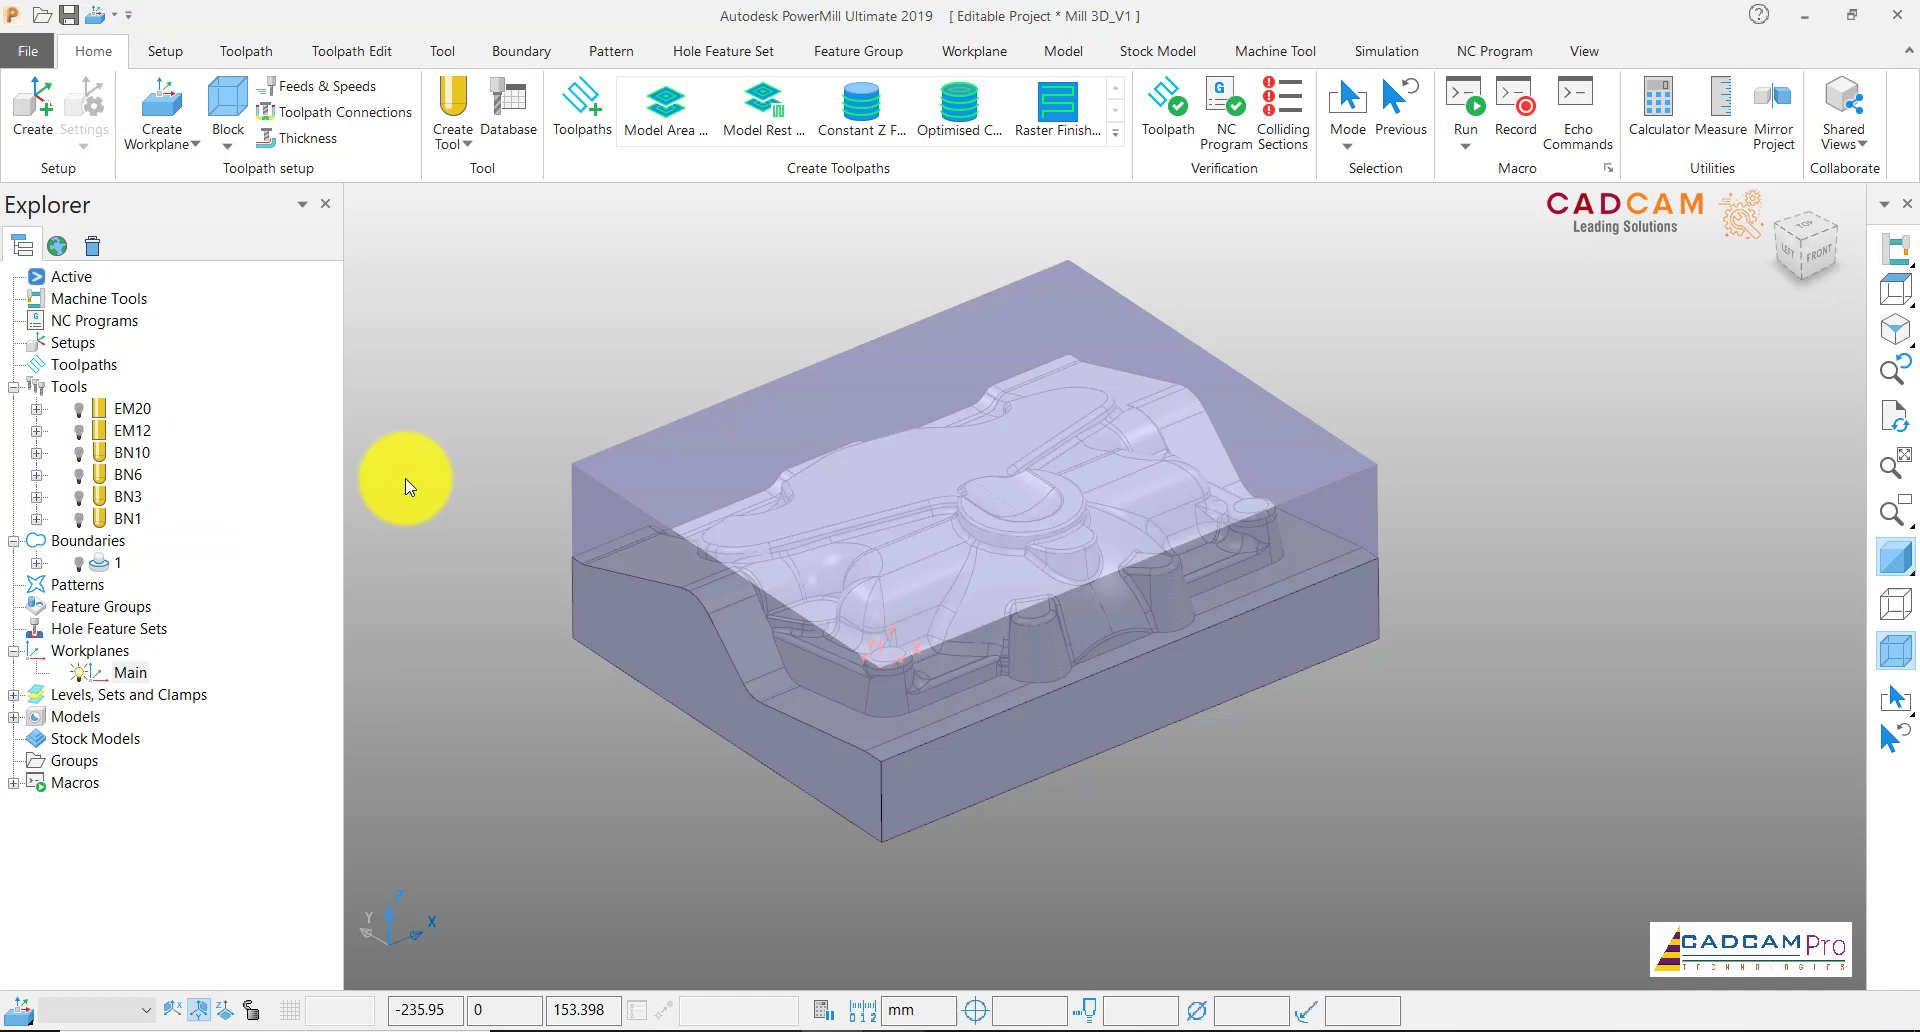 Autodesk PowerMill Ultimate 2019 [ Editable Project * Mill 3D_V1 ]
File Home Setup Toolpath Toolpath Edit Tool Boundary Pattern Hole Feature Set Feature Group Workplane Model Stock Model Machine Tool Simulation NC Program View
Create
Settings
Setup
Create
Workplane
Block
Feeds & Speeds
Toolpath Connections
Thickness
Toolpath setup
Create
Tool
Database
Tool
Toolpaths
Model Area ...
Model Rest ...
Constant Z F...
Optimised C...
Raster Finish...
Create Toolpaths
Toolpath
NC
Program
Colliding
Sections
Verification
Mode
Previous
Selection
Run
Record
Echo
Commands
Macro
Calculator
Measure
Mirror
Project
Utilities
Shared
Views
Collaborate
Explorer
Active
Machine Tools
NC Programs
Setups
Toolpaths
Tools
EM20
EM12
BN10
BN6
BN3
BN1
Boundaries
1
Patterns
Feature Groups
Hole Feature Sets
Workplanes
Main
Levels, Sets and Clamps
Models
Stock Models
Groups
Macros
CADCAM
Leading Solutions
TOP
LEFT
FRONT
Z
Y
X
CADCAM Pro
TECHNOLOGIES
-235.95
0
153.398
mm